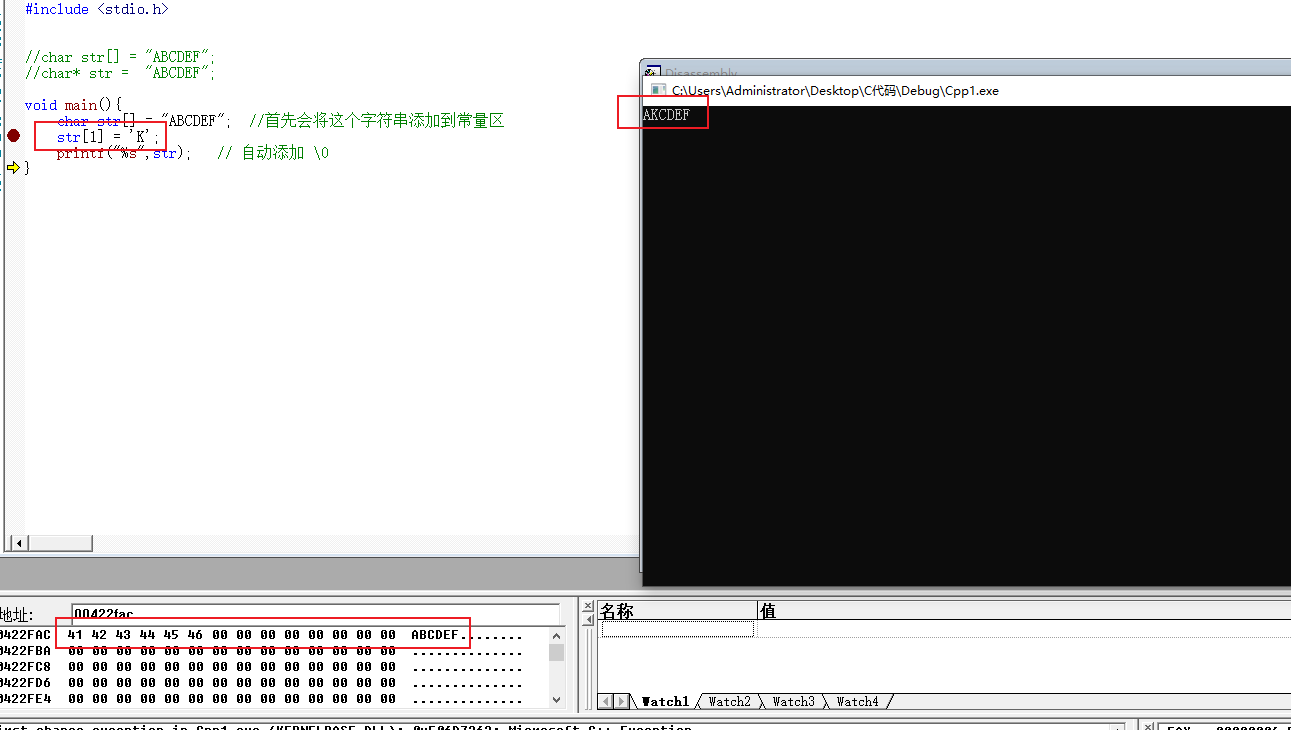 #include <stdio.h>
//char str[] = "ABCDEF";
//char* str =  "ABCDEF";
void main(){
char str[] = "ABCDEF";  //首先会将这个字符串添加到常量区
str[1] = 'K';
printf("%s",str);   // 自动添加 \0
}
Disassembly
C:\Users\Administrator\Desktop\C代码\Debug\Cpp1.exe
AKCDEF
地址: 00422fac
0422FAC 41 42 43 44 45 46 00 00 00 00 00 00 00 00 ABCDEF........
0422FBA 00 00 00 00 00 00 00 00 00 00 00 00 00 00 ..............
0422FC8 00 00 00 00 00 00 00 00 00 00 00 00 00 00 ..............
0422FD6 00 00 00 00 00 00 00 00 00 00 00 00 00 00 ..............
0422FE4 00 00 00 00 00 00 00 00 00 00 00 00 00 00 ..............
名称 值
Watch1 Watch2 Watch3 Watch4
irst-chance exception in Cpp1.exe (KERNELBASE.DLL): 0xE06D7363: Microsoft C++ Exception.